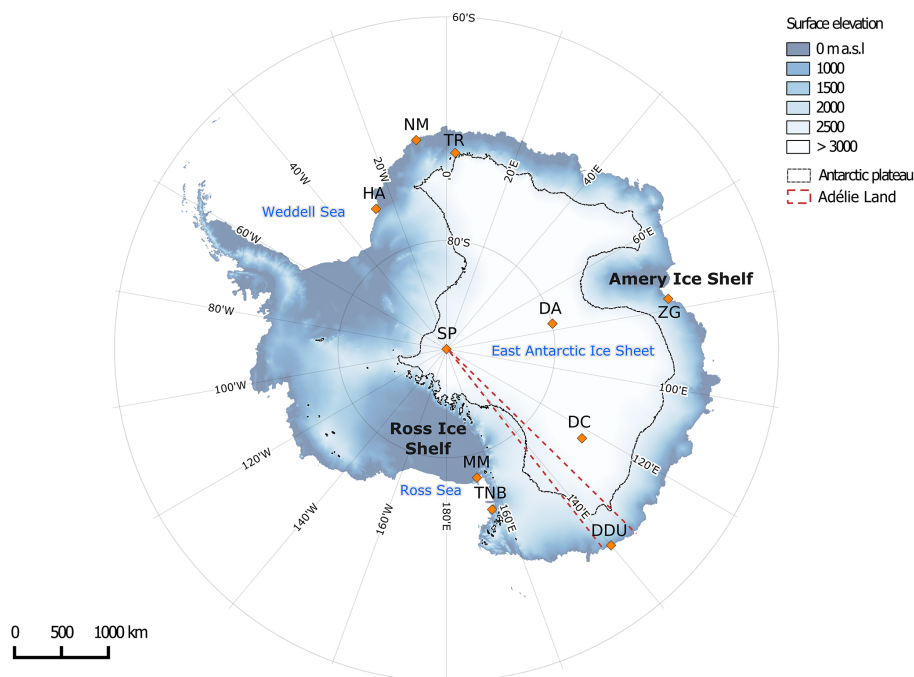 60'S
Surface elevation
0 m a.s.l
1000
1500
2000
2500
> 3000
Antarctic plateau
Adélie Land
NM
TR
0'
20'W
20'E
40'W
40'E
HA
Weddell Sea
60'W
60'E
80'S
Amery Ice Shelf
ZG
80'W
DA
SP
East Antarctic Ice Sheet
100'W
100'E
DC
Ross Ice
Shelf
120'W
120'E
MM
Ross Sea
TNB
140'W
160'W
180'E
160'E
140'E
DDU
0 500 1000 km